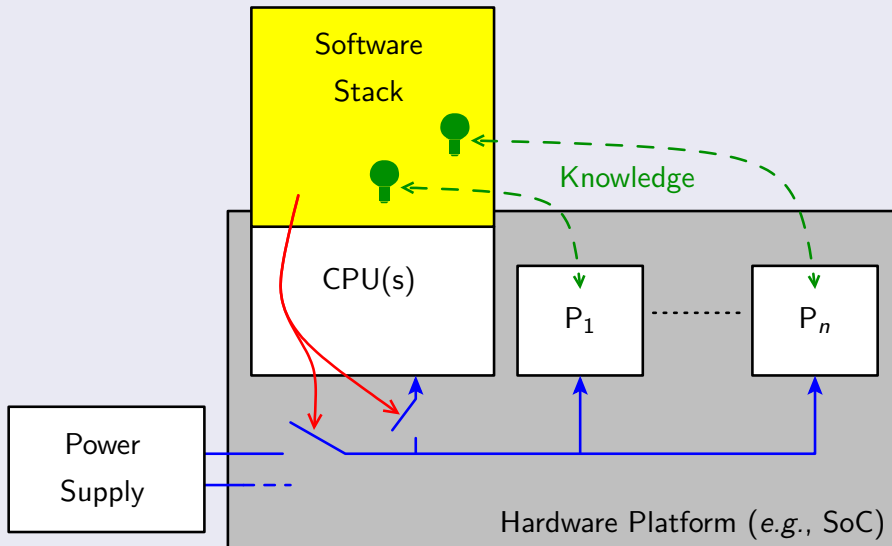 Software
Stack
Knowledge
CPU(s)
P₁
Pₙ
Power
Supply
Hardware Platform (e.g., SoC)